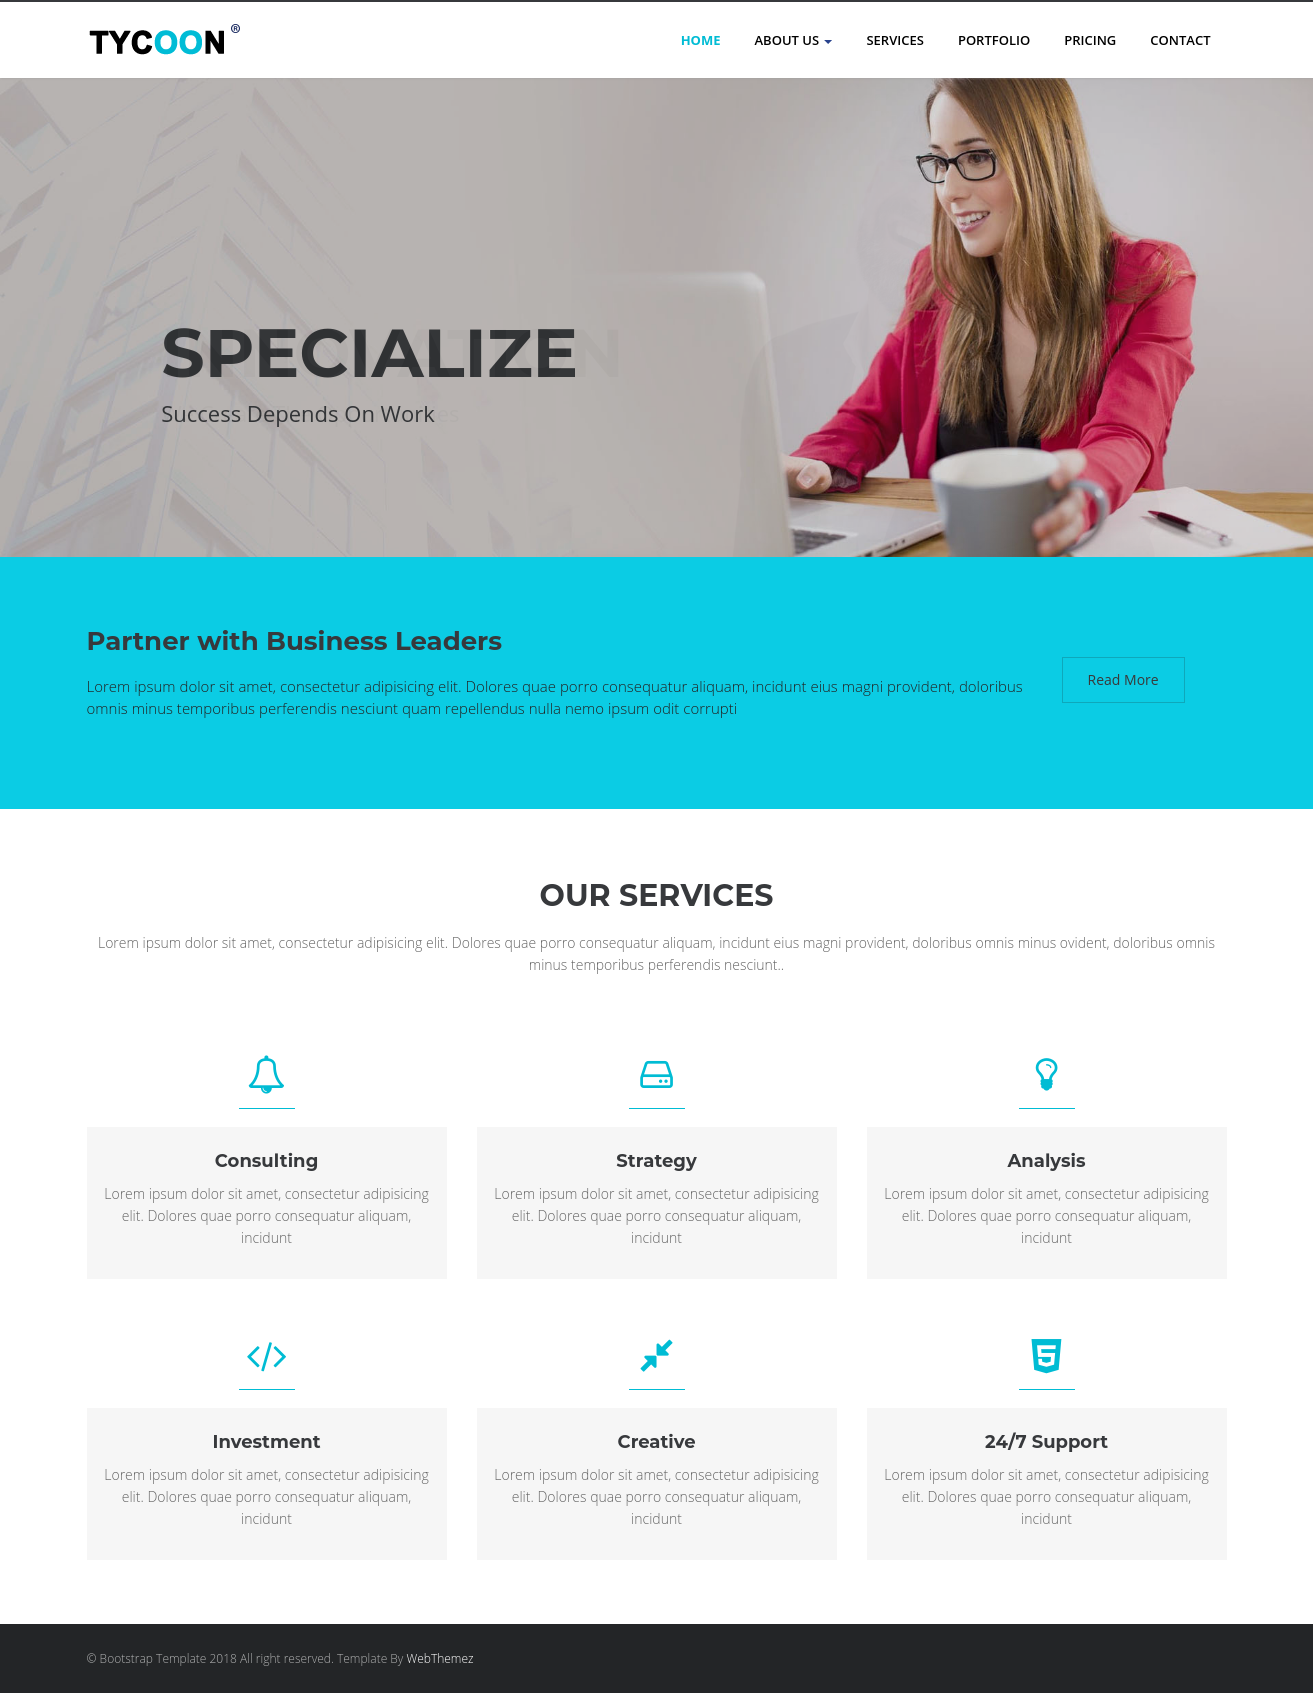 TYCOON ®
HOME ABOUT US SERVICES PORTFOLIO PRICING CONTACT
SPECIALIZE
Success Depends On Work
Partner with Business Leaders
Lorem ipsum dolor sit amet, consectetur adipisicing elit. Dolores quae porro consequatur aliquam, incidunt eius magni provident, doloribus
omnis minus temporibus perferendis nesciunt quam repellendus nulla nemo ipsum odit corrupti
Read More
OUR SERVICES
Lorem ipsum dolor sit amet, consectetur adipisicing elit. Dolores quae porro consequatur aliquam, incidunt eius magni provident, doloribus omnis minus ovident, doloribus omnis
minus temporibus perferendis nesciunt..
Consulting
Lorem ipsum dolor sit amet, consectetur adipisicing
elit. Dolores quae porro consequatur aliquam,
incidunt
Strategy
Lorem ipsum dolor sit amet, consectetur adipisicing
elit. Dolores quae porro consequatur aliquam,
incidunt
Analysis
Lorem ipsum dolor sit amet, consectetur adipisicing
elit. Dolores quae porro consequatur aliquam,
incidunt
Investment
Lorem ipsum dolor sit amet, consectetur adipisicing
elit. Dolores quae porro consequatur aliquam,
incidunt
Creative
Lorem ipsum dolor sit amet, consectetur adipisicing
elit. Dolores quae porro consequatur aliquam,
incidunt
24/7 Support
Lorem ipsum dolor sit amet, consectetur adipisicing
elit. Dolores quae porro consequatur aliquam,
incidunt
© Bootstrap Template 2018 All right reserved. Template By WebThemez